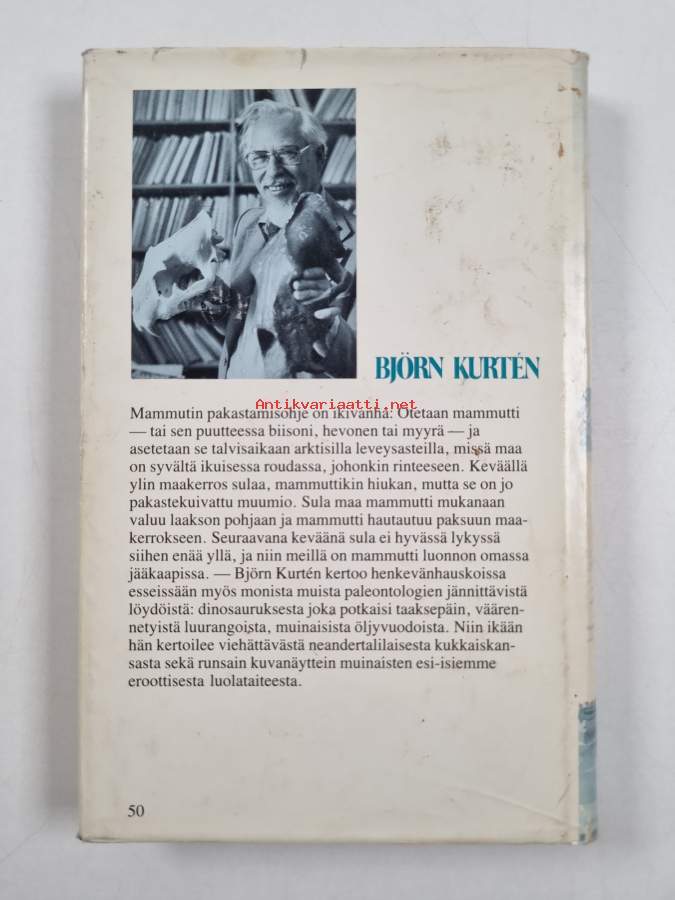 BJÖRN KURTÉN
Antikvariaatti.net
Mammutin pakastamisohje on ikivanha: Otetaan mammutti
— tai sen puutteessa biisoni, hevonen tai myyrä — ja
asetetaan se talvisaikaan arktisilla leveysasteilla, missä maa
on syvältä ikuisessa roudassa, johonkin rinteeseen. Keväällä
ylin maakerros sulaa, mammuttikin hiukan, mutta se on jo
pakastekuivattu muumio. Sula maa mammutti mukanaan
valuu laakson pohjaan ja mammutti hautautuu paksuun maa-
kerrokseen. Seuraavana keväänä sula ei hyvässä lykyssä
siihen enää yllä, ja niin meillä on mammutti luonnon omassa
jääkaapissa. — Björn Kurtén kertoo henkevänhauskoissa
esseissään myös monista muista paleontologien jännittävistä
löydöistä: dinosauruksesta joka potkaisi taaksepäin, väären-
netyistä luurangoista, muinaisista öljyvuodoista. Niin ikään
hän kertoilee viehättävästä neandertalilaisesta kukkaiskan-
sasta sekä runsain kuvanäyttein muinaisten esi-isiemme
eroottisesta luolataiteesta.
50